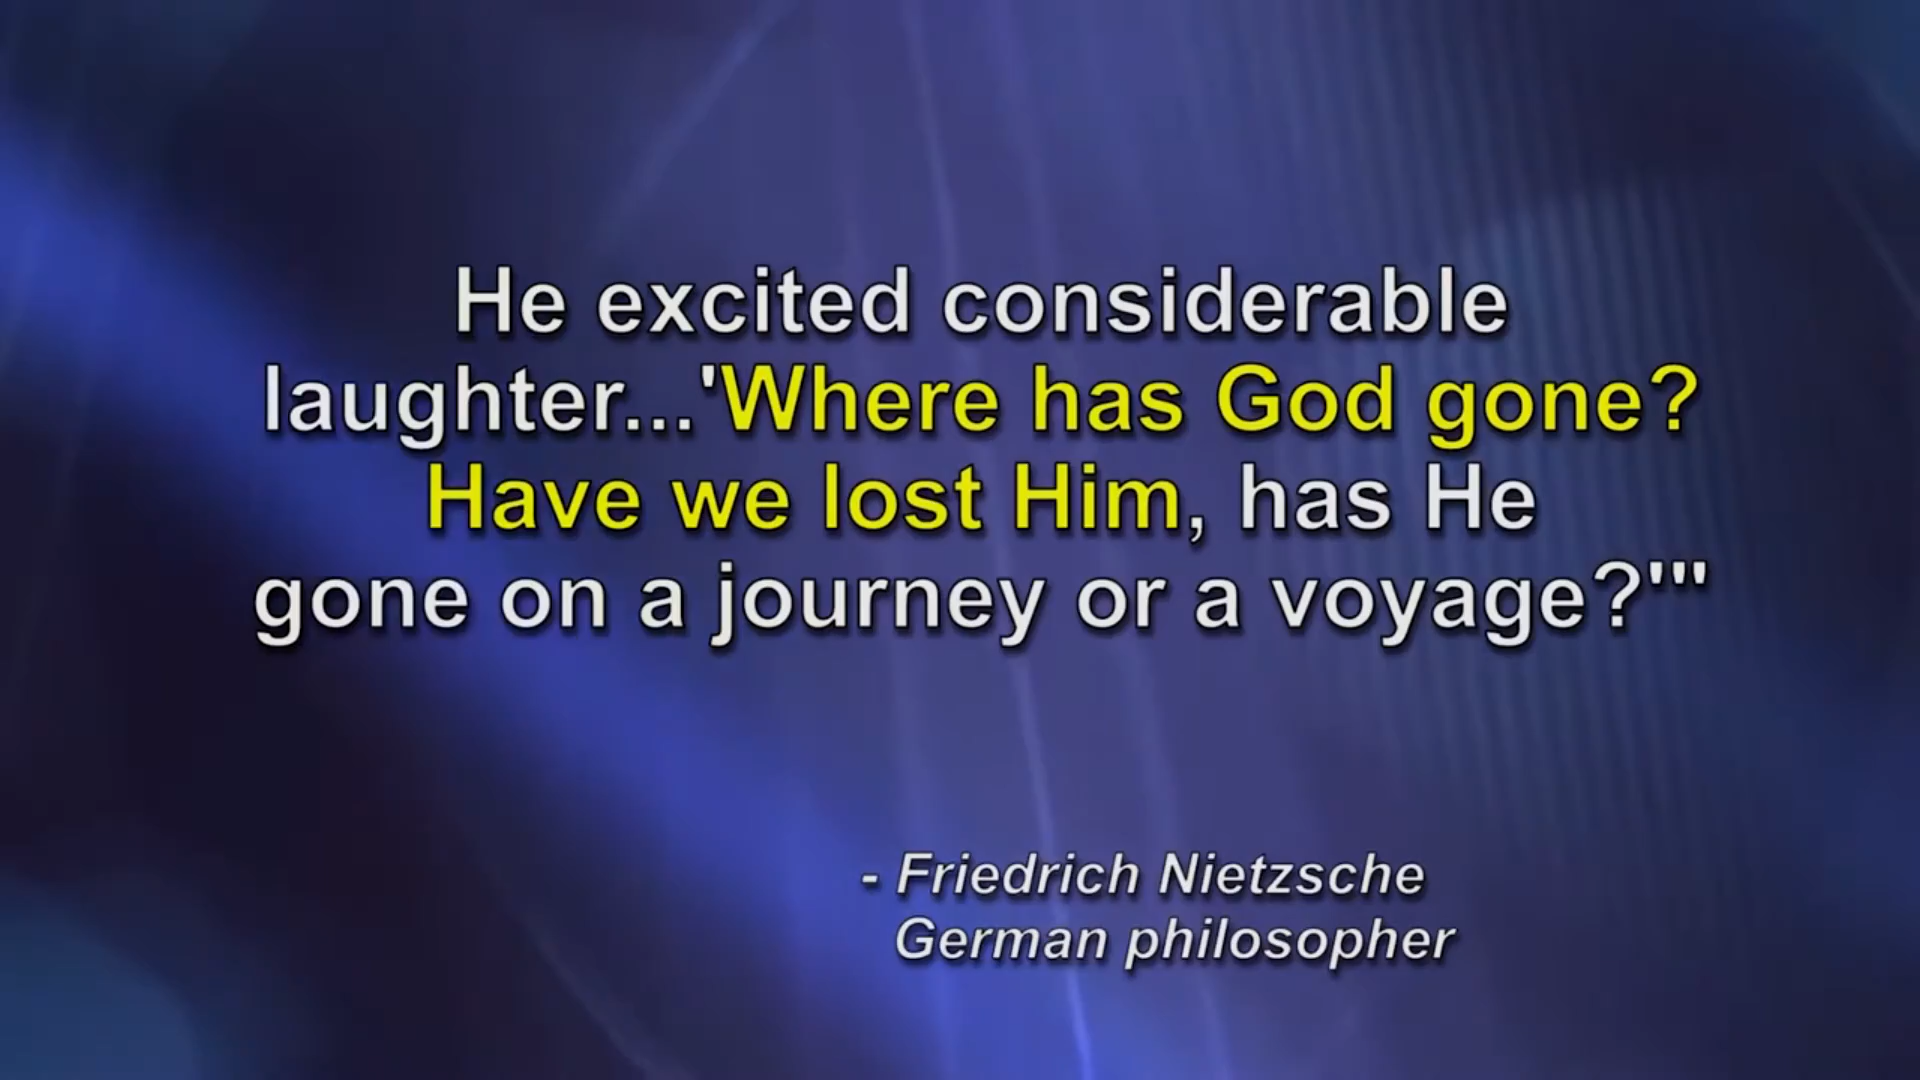 He excited considerable
laughter...'Where has God gone?
Have we lost Him, has He
gone on a journey or a voyage?'"
- Friedrich Nietzsche
German philosopher